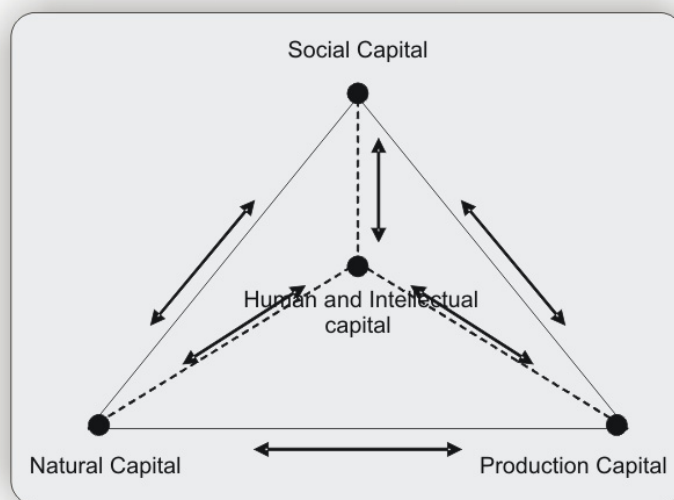 Social Capital
Human and Intellectual
capital
Natural Capital
Production Capital